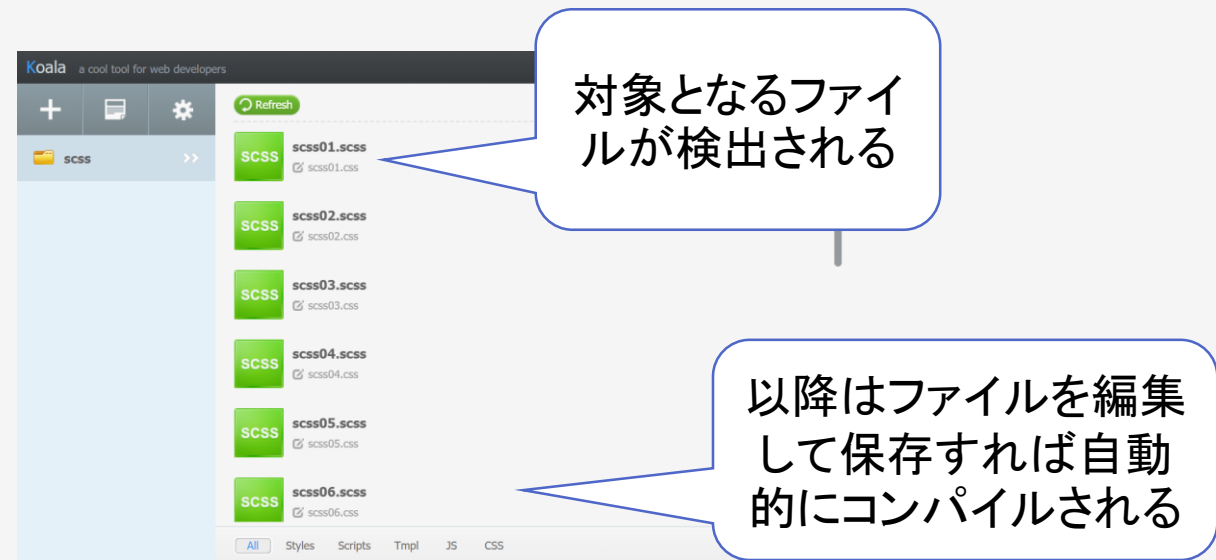 Koala a cool tool for web developers
Refresh
scss
SCSS
scss01.scss
scss01.css
SCSS
scss02.scss
scss02.css
SCSS
scss03.scss
scss03.css
SCSS
scss04.scss
scss04.css
SCSS
scss05.scss
scss05.css
SCSS
scss06.scss
scss06.css
All Styles Scripts Tmpl JS CSS
対象となるファイ
ルが検出される
以降はファイルを編集
して保存すれば自動
的にコンパイルされる